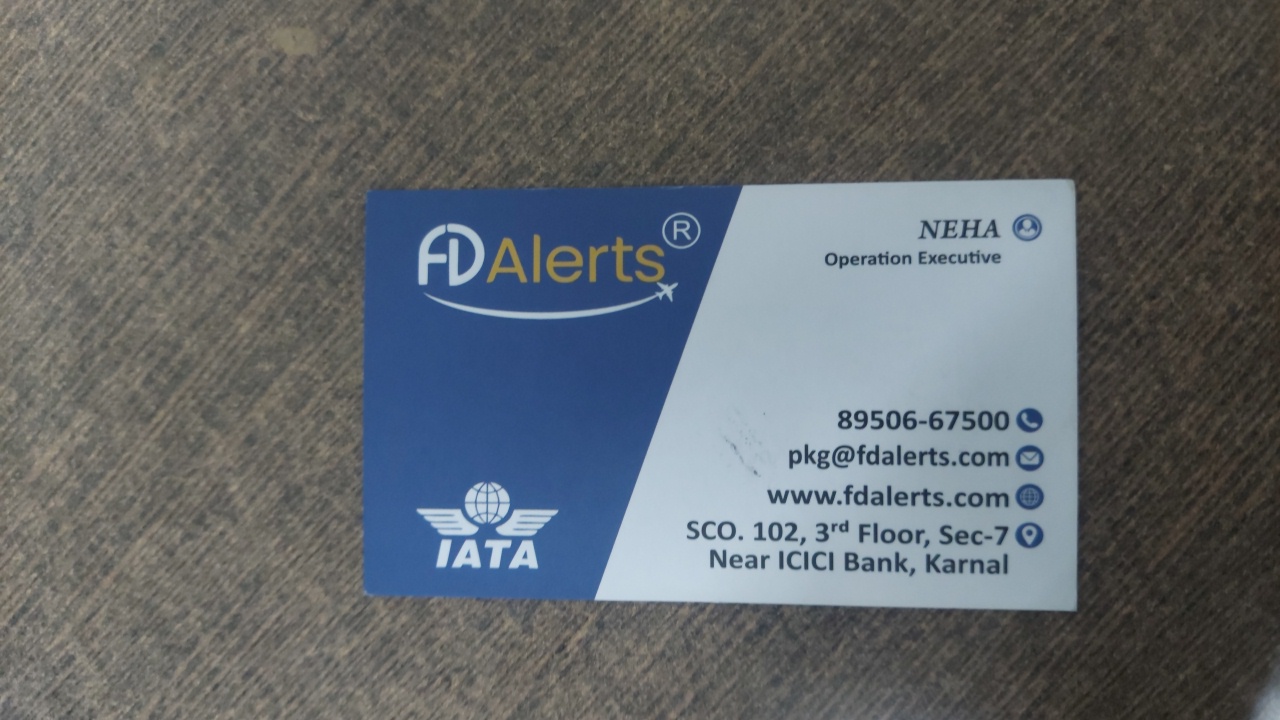 FDAlerts®
NEHA
Operation Executive
89506-67500
pkg@fdalerts.com
www.fdalerts.com
SCO. 102, 3rd Floor, Sec-7
Near ICICI Bank, Karnal
IATA